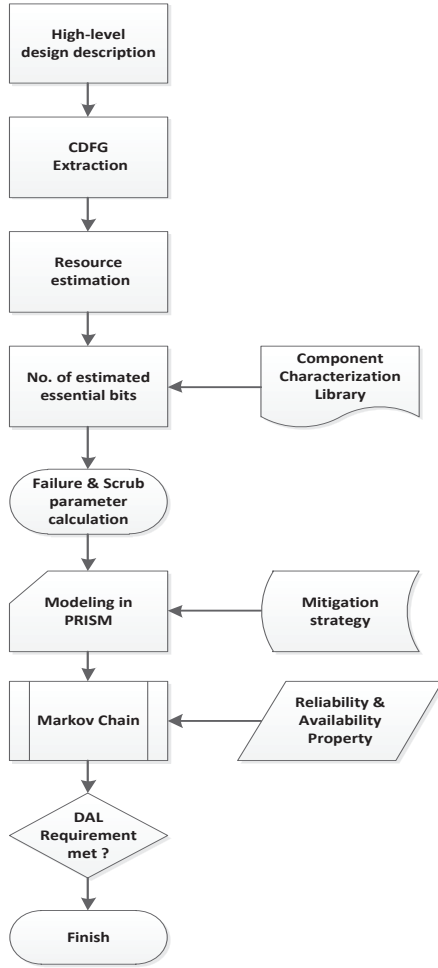 High-level
design description
CDFG
Extraction
Resource
estimation
No. of estimated
essential bits
Component
Characterization
Library
Failure & Scrub
parameter
calculation
Modeling in
PRISM
Mitigation
strategy
Markov Chain
Reliability &
Availability
Property
DAL
Requirement
met ?
Finish